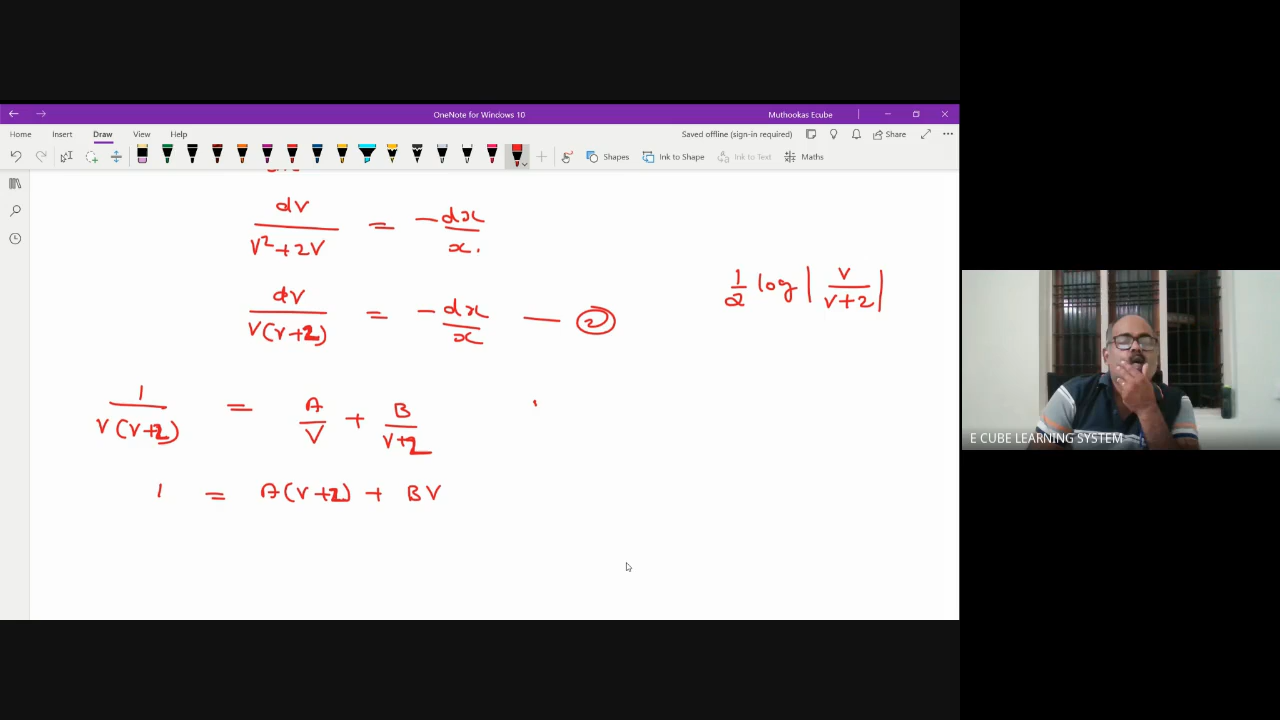 OneNote for Windows 10
Muthookas Ecube
Home Insert Draw View Help
Saved offline (sign-in required) Share
Shapes Ink to Shape Ink to Text Maths
dv/(v²+2v) = -dx/x.
dv/(v(v+2)) = -dx/x — ②
1/2 log|v/(v+2)|
1/(v(v+2)) = A/v + B/(v+2)
1 = A(v+2) + Bv
E CUBE LEARNING SYSTEM